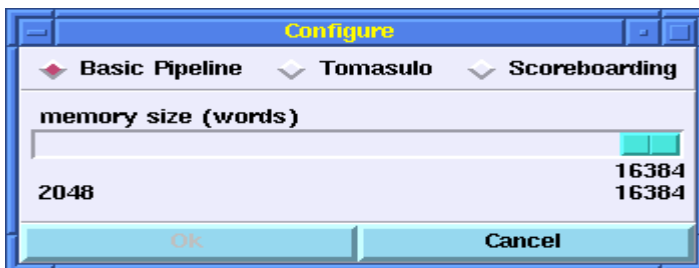 Configure
Basic Pipeline Tomasulo Scoreboarding
memory size (words)
16384
2048 16384
Ok Cancel